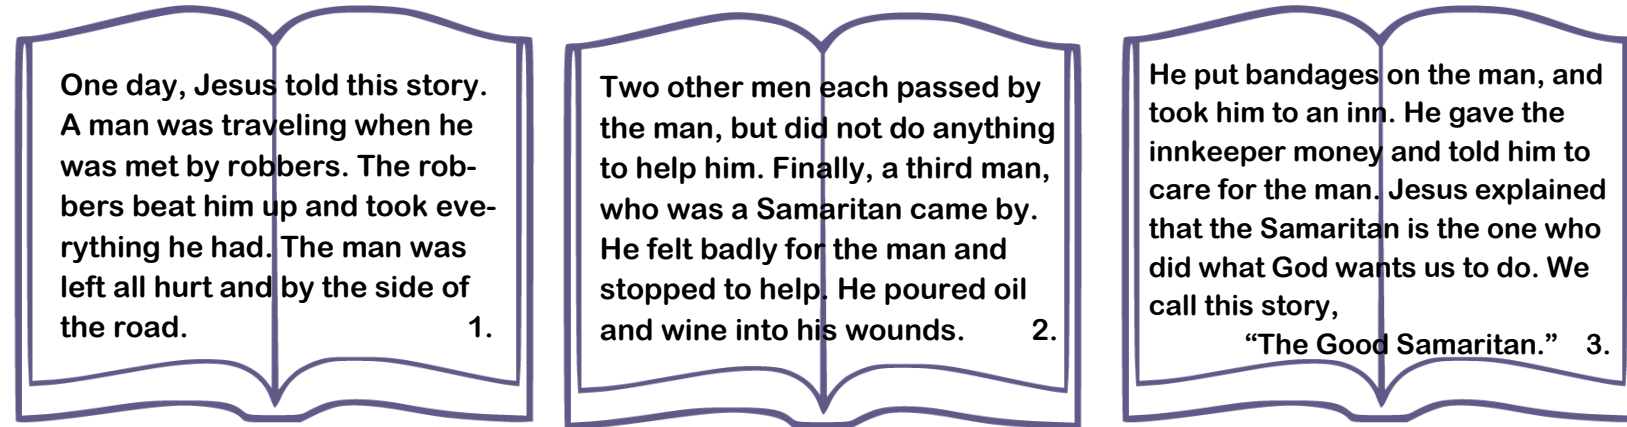 One day, Jesus told this story.
A man was traveling when he
was met by robbers. The rob-
bers beat him up and took eve-
rything he had. The man was
left all hurt and by the side of
the road. 1.
Two other men each passed by
the man, but did not do anything
to help him. Finally, a third man,
who was a Samaritan came by.
He felt badly for the man and
stopped to help. He poured oil
and wine into his wounds. 2.
He put bandages on the man, and
took him to an inn. He gave the
innkeeper money and told him to
care for the man. Jesus explained
that the Samaritan is the one who
did what God wants us to do. We
call this story,
“The Good Samaritan.” 3.